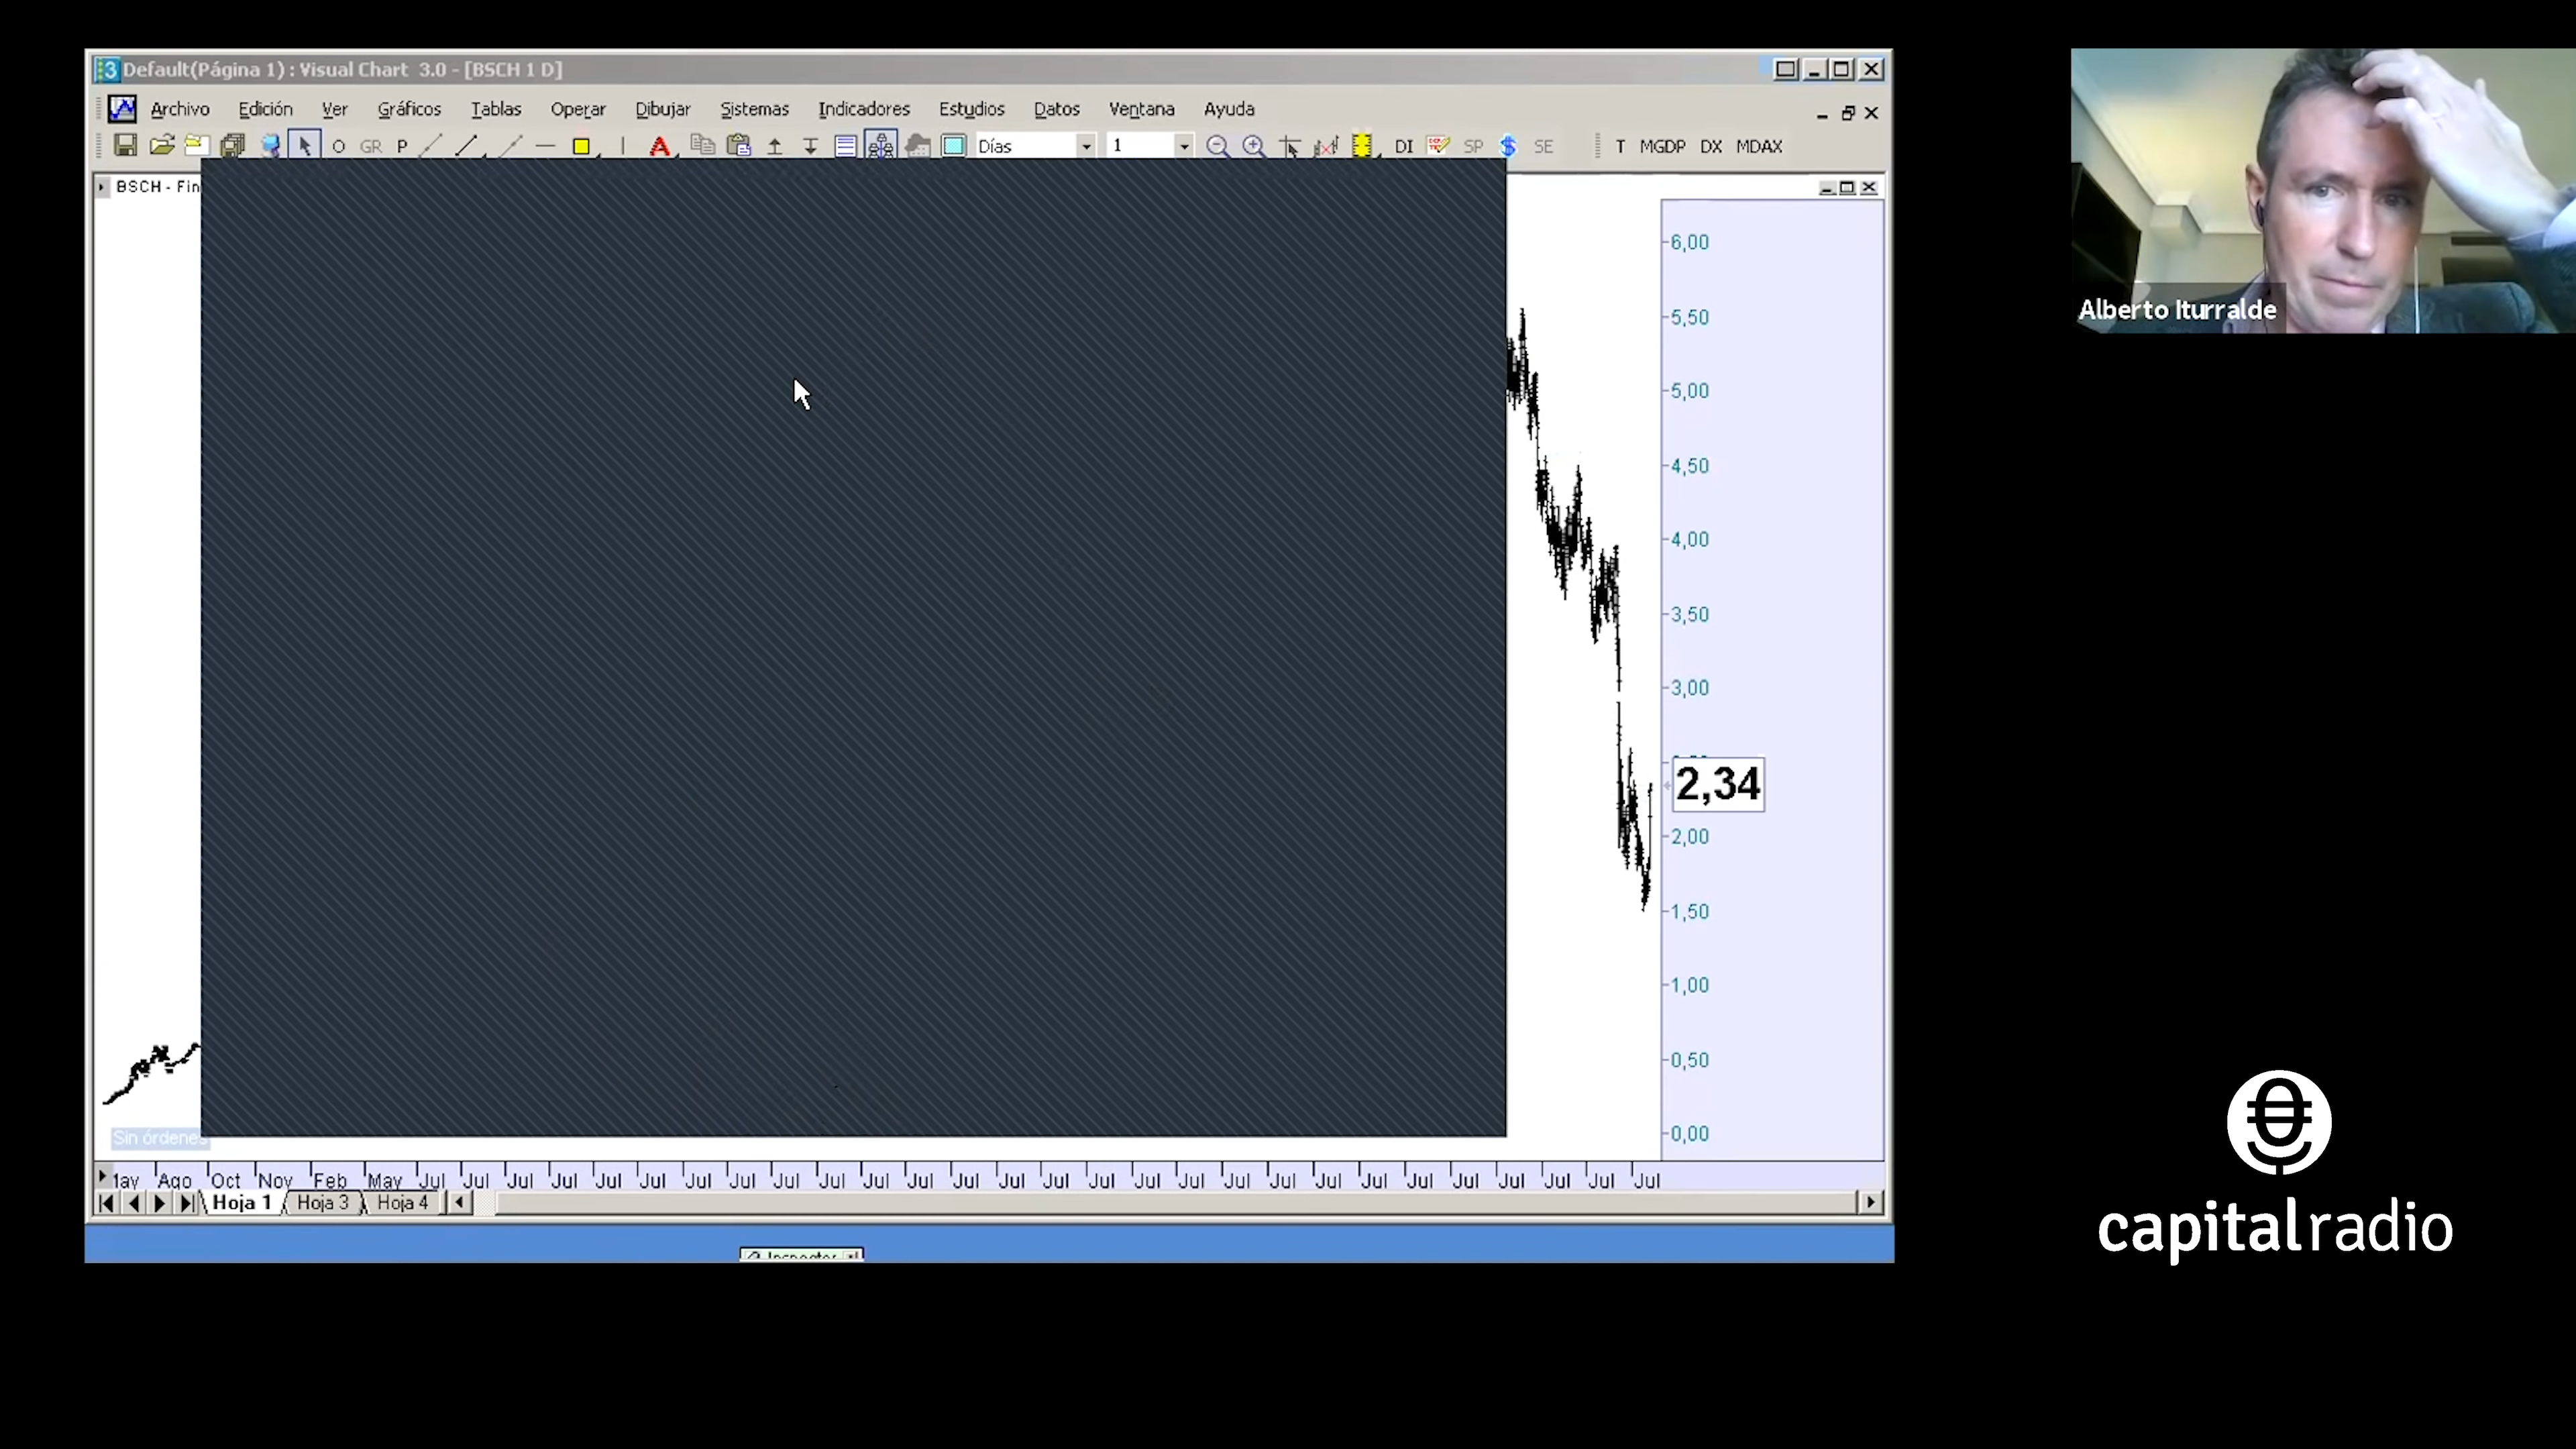 Default(Página 1) : Visual Chart 3.0 - [BSCH 1 D]
Archivo Edición Ver Gráficos Tablas Operar Dibujar Sistemas Indicadores Estudios Datos Ventana Ayuda
O GR P A Días 1 DI SP $ SE T MGDP DX MDAX
BSCH - Fin
6,00
5,50
5,00
4,50
4,00
3,50
3,00
2,34
2,00
1,50
1,00
0,50
0,00
Sin órdenes
Ago Oct Nov Feb May Jul Jul Jul Jul Jul Jul Jul Jul Jul Jul Jul Jul Jul Jul Jul Jul Jul Jul Jul Jul Jul Jul Jul Jul Jul Jul Jul Jul
Hoja 1 Hoja 3 Hoja 4
Alberto Iturralde
capitalradio